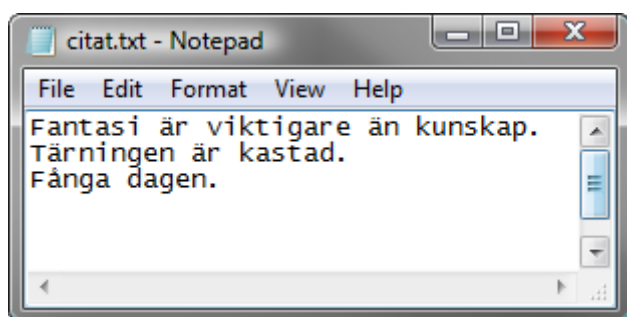 citat.txt - Notepad
File Edit Format View Help
Fantasi är viktigare än kunskap.
Tärningen är kastad.
Fånga dagen.